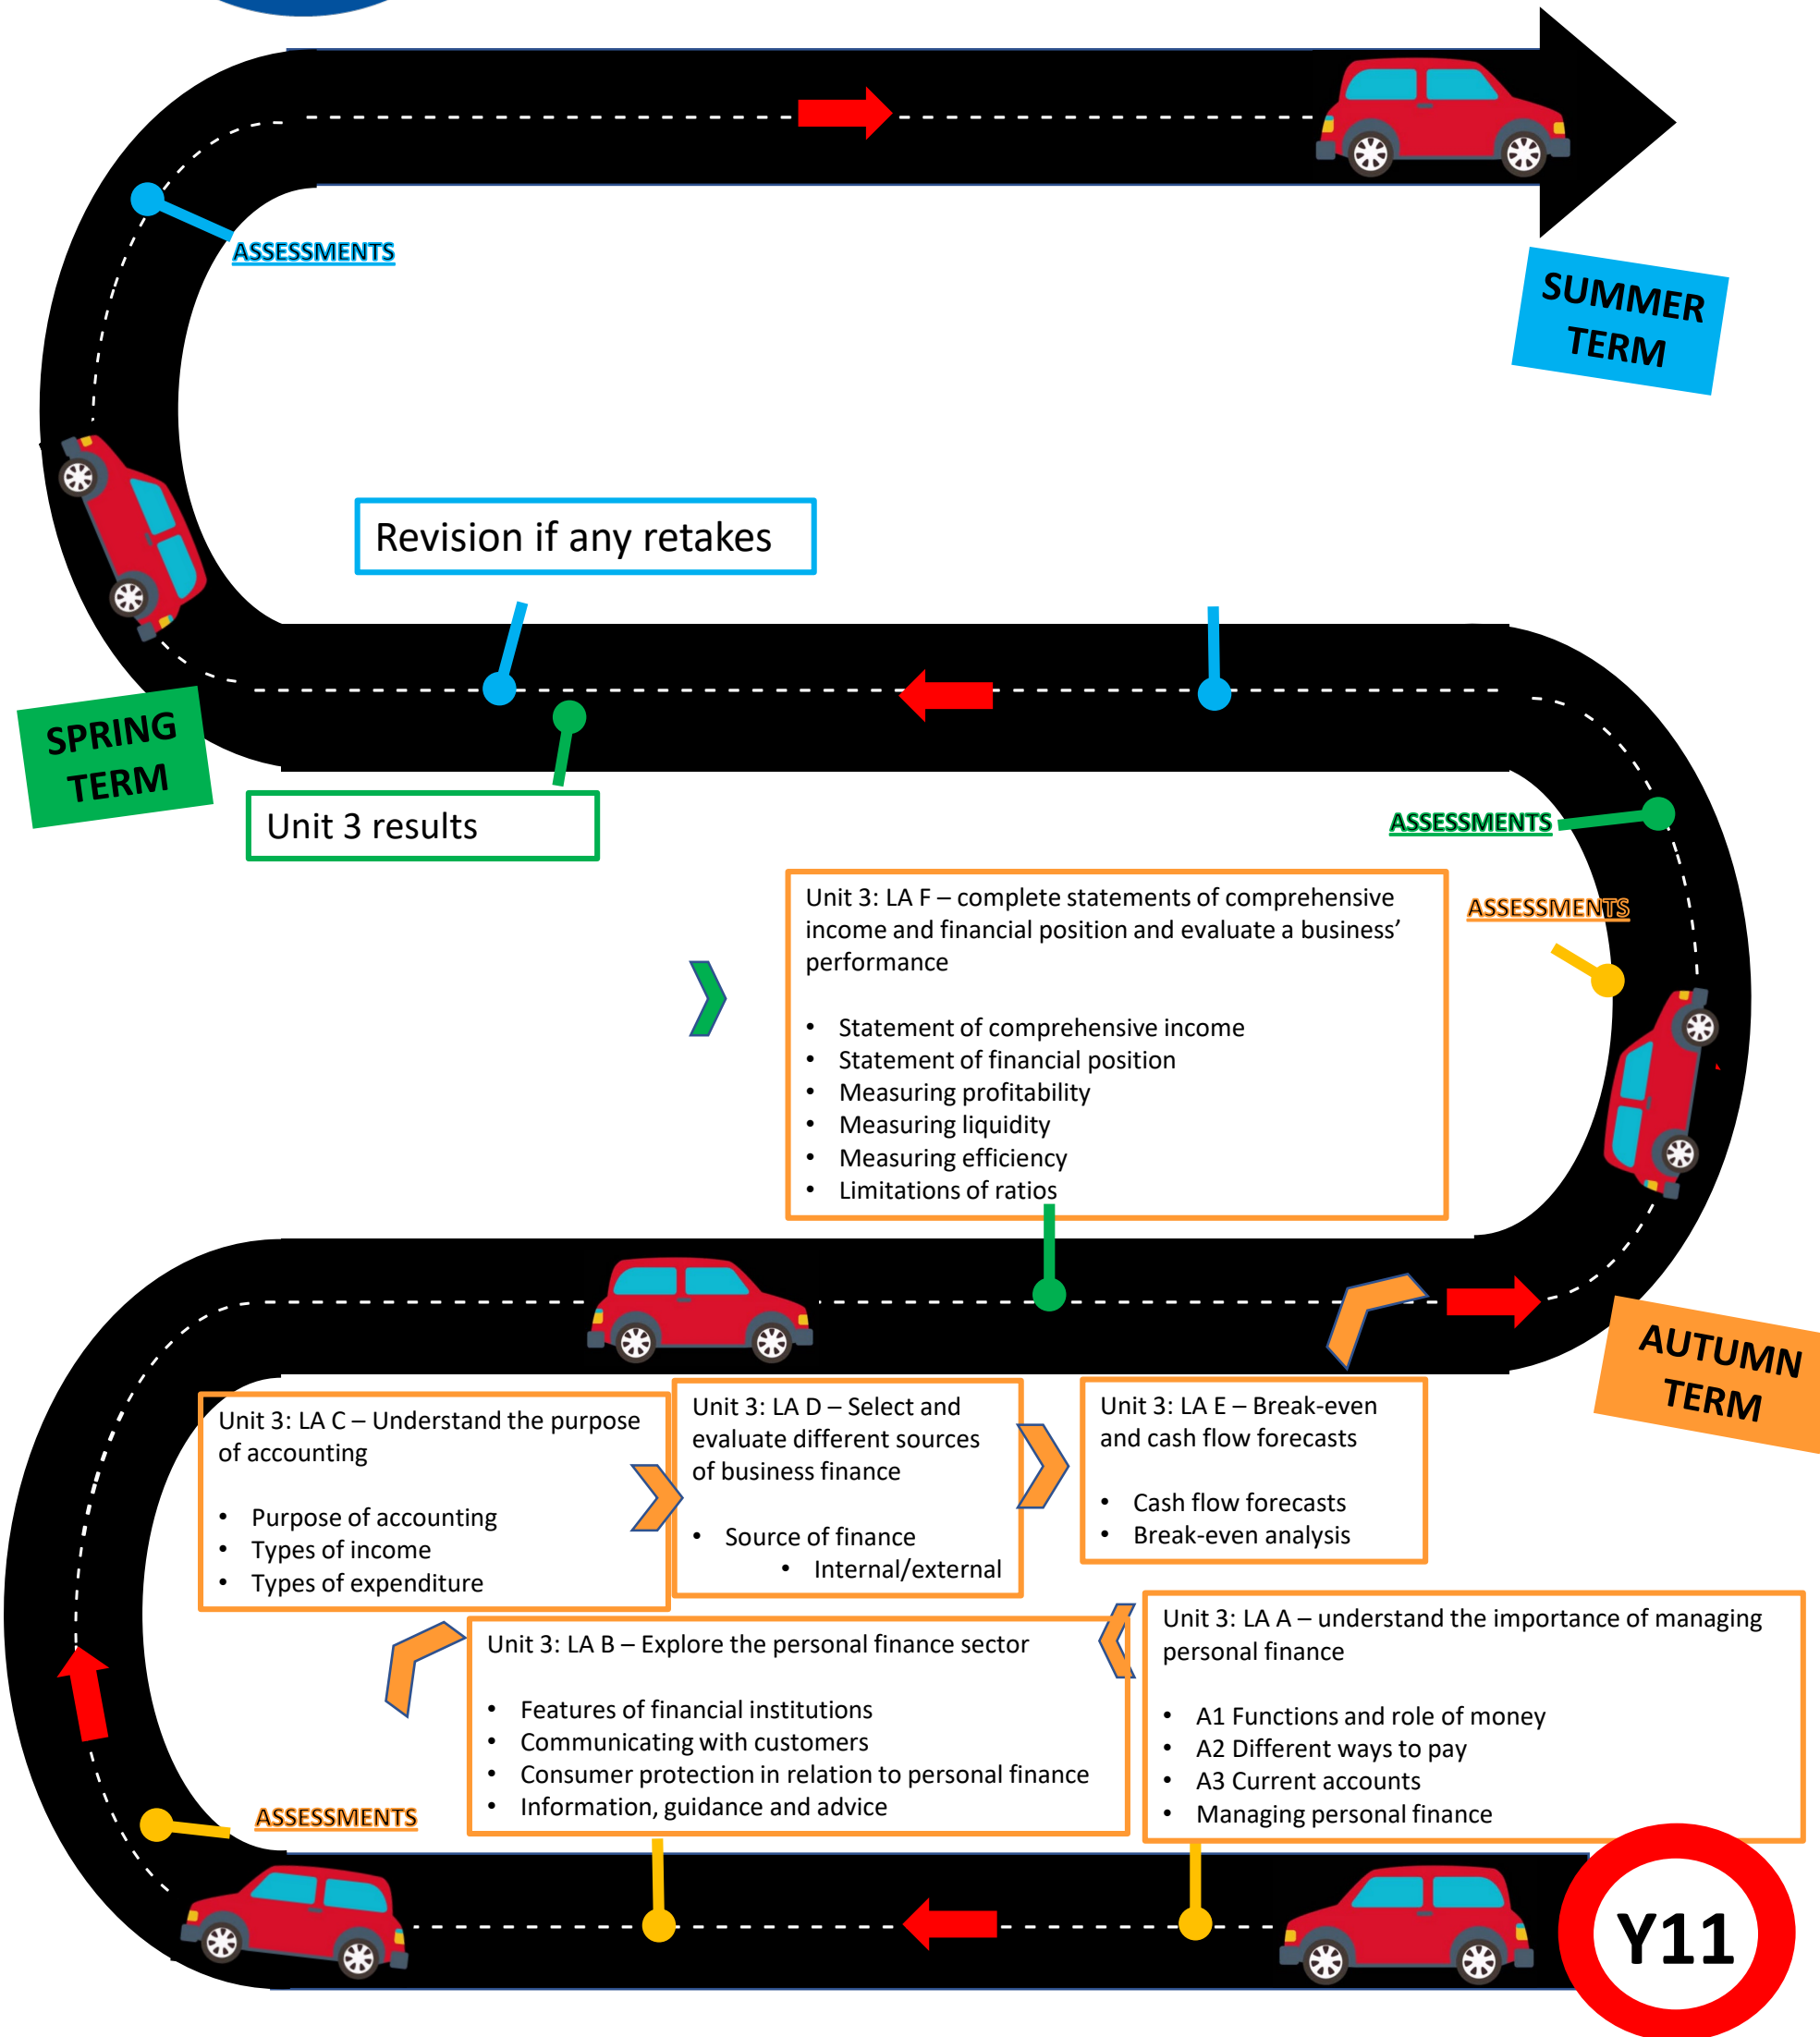 ASSESSMENTS
SUMMER
TERM
Revision if any retakes
SPRING
TERM
Unit 3 results
ASSESSMENTS
Unit 3: LA F – complete statements of comprehensive
income and financial position and evaluate a business’
performance
• Statement of comprehensive income
• Statement of financial position
• Measuring profitability
• Measuring liquidity
• Measuring efficiency
• Limitations of ratios
ASSESSMENTS
AUTUMN
TERM
Unit 3: LA C – Understand the purpose
of accounting
• Purpose of accounting
• Types of income
• Types of expenditure
Unit 3: LA D – Select and
evaluate different sources
of business finance
• Source of finance
• Internal/external
Unit 3: LA E – Break-even
and cash flow forecasts
• Cash flow forecasts
• Break-even analysis
Unit 3: LA B – Explore the personal finance sector
• Features of financial institutions
• Communicating with customers
• Consumer protection in relation to personal finance
• Information, guidance and advice
Unit 3: LA A – understand the importance of managing
personal finance
• A1 Functions and role of money
• A2 Different ways to pay
• A3 Current accounts
• Managing personal finance
ASSESSMENTS
Y11